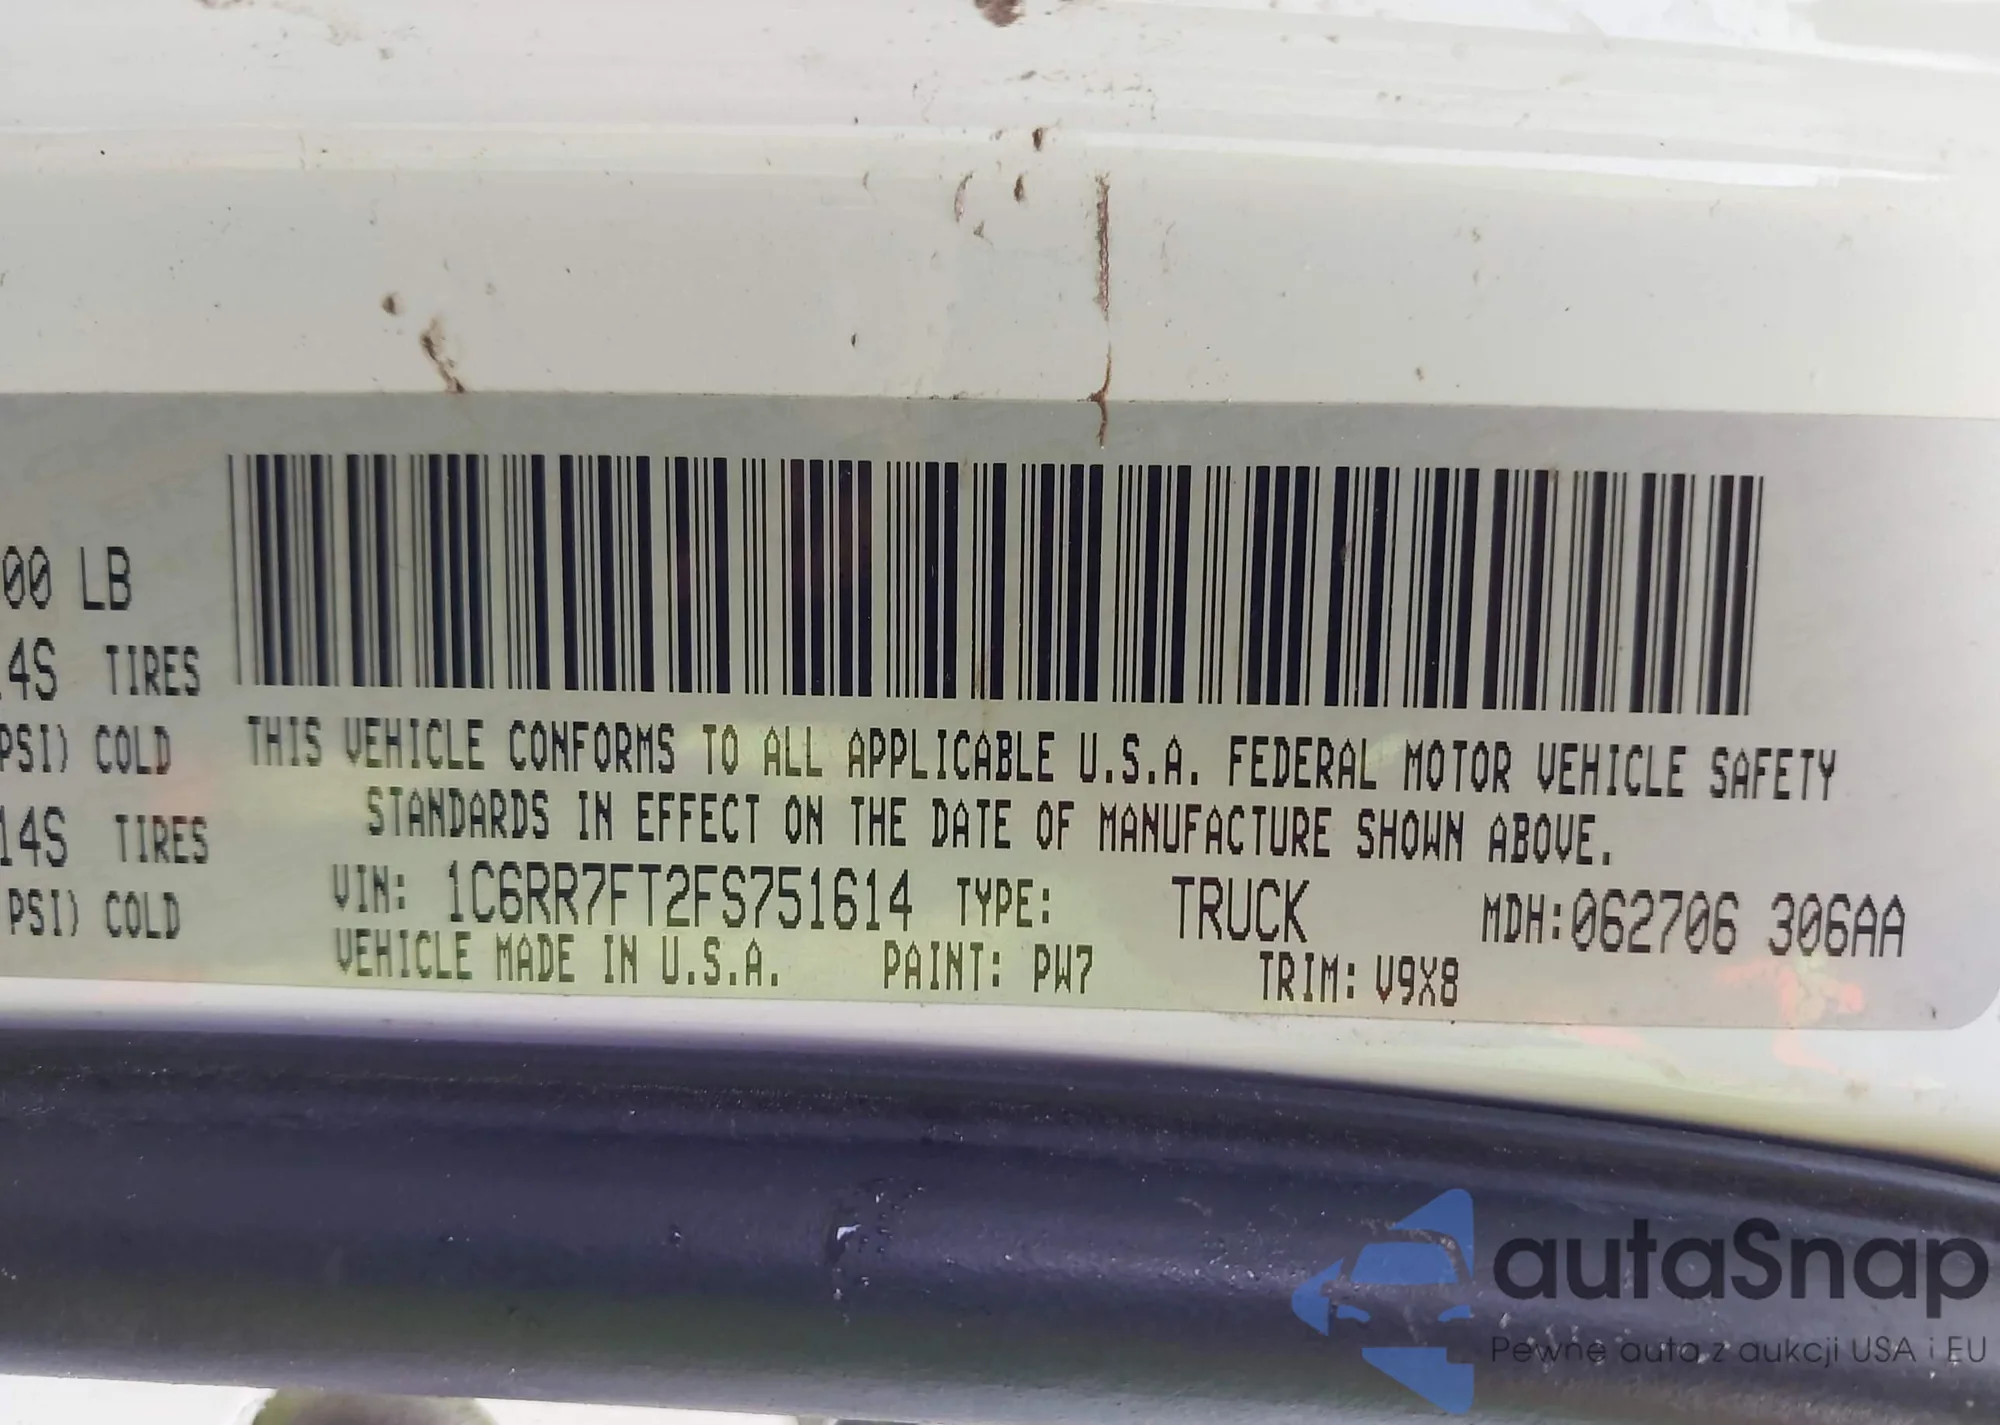 00 LB
4S TIRES
PSI) COLD
14S TIRES
PSI) COLD
THIS VEHICLE CONFORMS TO ALL APPLICABLE U.S.A. FEDERAL MOTOR VEHICLE SAFETY
STANDARDS IN EFFECT ON THE DATE OF MANUFACTURE SHOWN ABOVE.
VIN: 1C6RR7FT2FS751614 TYPE: TRUCK MDH:062706 306AA
VEHICLE MADE IN U.S.A. PAINT: PW7 TRIM: V9X8
autaSnap
Pewne auta z aukcji USA i EU